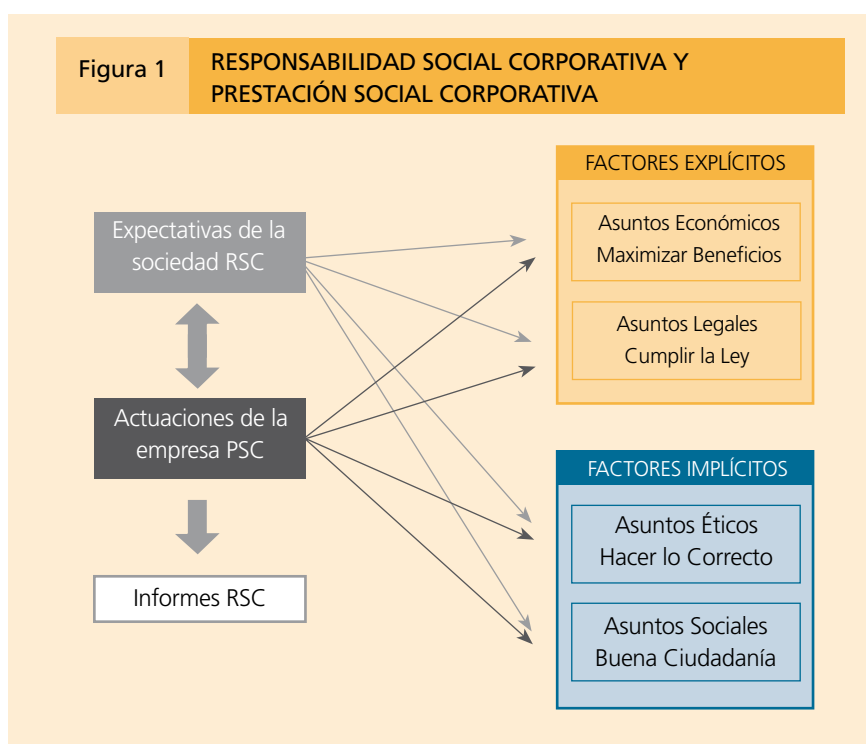 Figura 1
RESPONSABILIDAD SOCIAL CORPORATIVA Y
PRESTACIÓN SOCIAL CORPORATIVA
Expectativas de la
sociedad RSC
Actuaciones de la
empresa PSC
Informes RSC
FACTORES EXPLÍCITOS
Asuntos Económicos
Maximizar Beneficios
Asuntos Legales
Cumplir la Ley
FACTORES IMPLÍCITOS
Asuntos Éticos
Hacer lo Correcto
Asuntos Sociales
Buena Ciudadanía